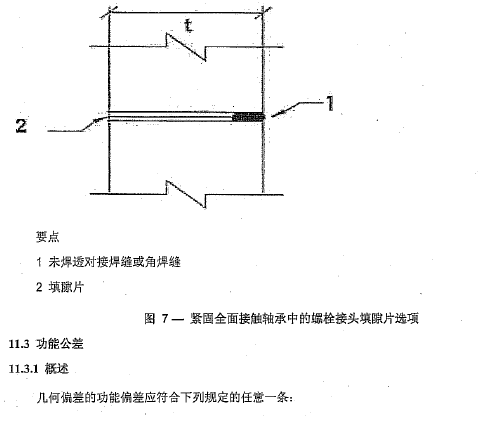 t
1
2
要点
1 未焊透对接焊缝或角焊缝
2 填隙片
图 7 — 紧固全面接触轴承中的螺栓接头填隙片选项
11.3 功能公差
11.3.1 概述
几何偏差的功能偏差应符合下列规定的任意一条：